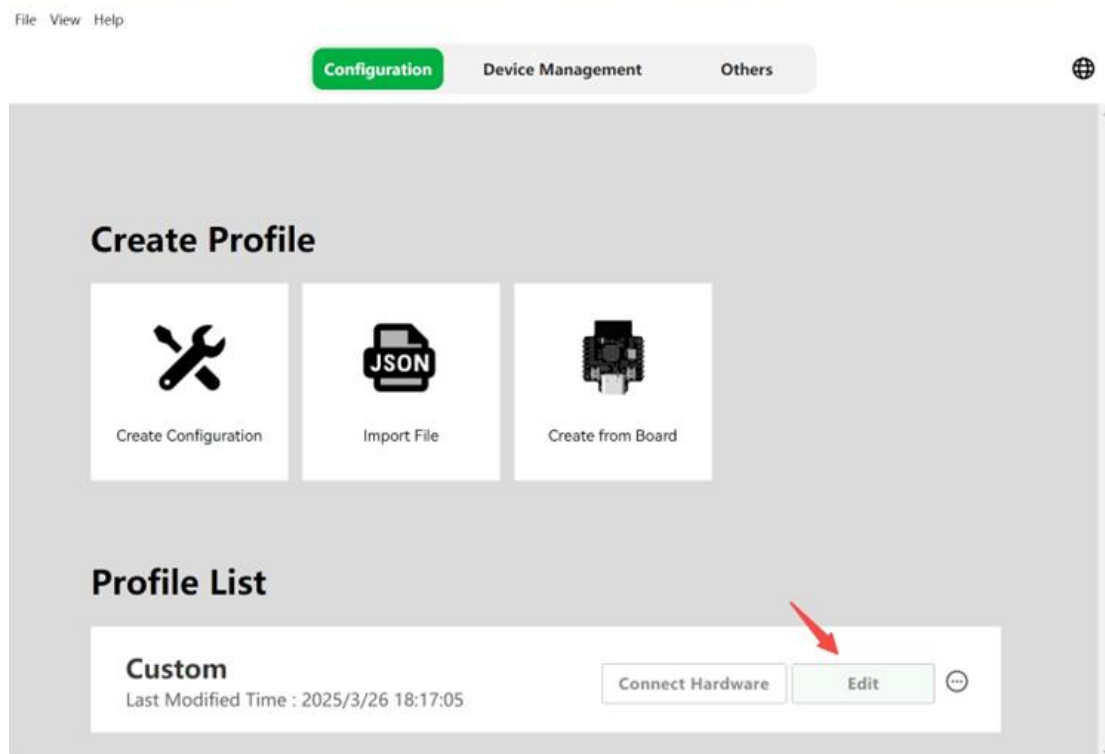 File View Help
Configuration Device Management Others
Create Profile
JSON
Create Configuration Import File Create from Board
Profile List
Custom
Last Modified Time : 2025/3/26 18:17:05
Connect Hardware Edit